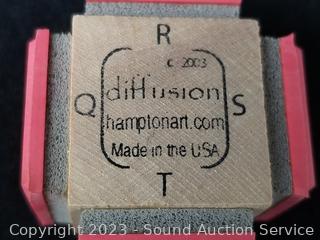 R
© 2003
diffusion
Q
S
hamptonart.com
Made in the USA
T
Copyright 2023 - Sound Auction Service